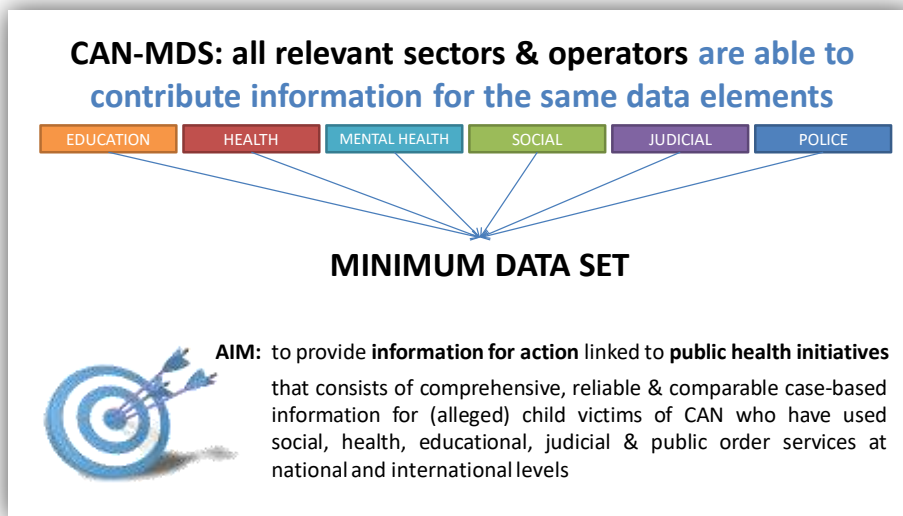 CAN-MDS: all relevant sectors & operators are able to
contribute information for the same data elements
EDUCATION HEALTH MENTAL HEALTH SOCIAL JUDICIAL POLICE
MINIMUM DATA SET
AIM: to provide information for action linked to public health initiatives
that consists of comprehensive, reliable & comparable case-based
information for (alleged) child victims of CAN who have used
social, health, educational, judicial & public order services at
national and international levels